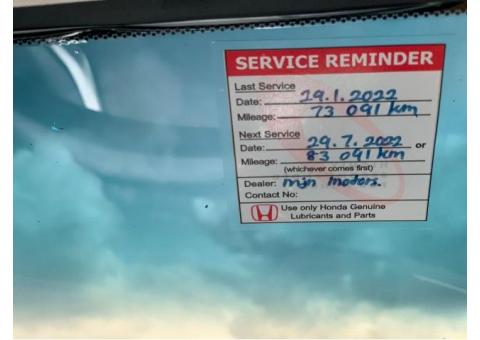 SERVICE REMINDER
Last Service
Date: 29.1.2022
Mileage: 73 091 km
Next Service
Date: 29.7.2022 or
Mileage: 83 091 km
(whichever comes first)
Dealer: mjn motors.
Contact No:
Use only Honda Genuine
Lubricants and Parts